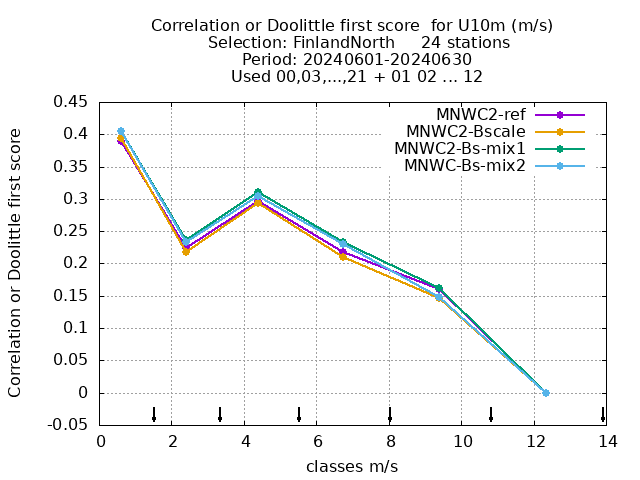 Correlation or Doolittle first score  for U10m (m/s)
Selection: FinlandNorth     24 stations
Period: 20240601-20240630
Used 00,03,...,21 + 01 02 ... 12
MNWC2-ref
MNWC2-Bscale
MNWC2-Bs-mix1
MNWC-Bs-mix2
Correlation or Doolittle first score
0.45
0.4
0.35
0.3
0.25
0.2
0.15
0.1
0.05
0
-0.05
0 2 4 6 8 10 12 14
classes m/s